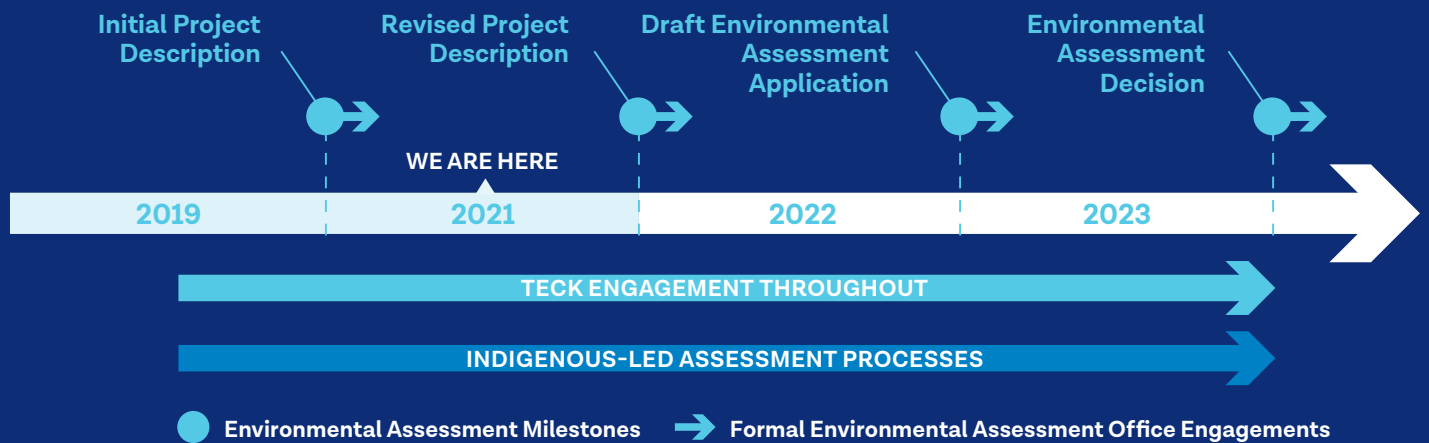 Initial Project
Description
Revised Project
Description
Draft Environmental
Assessment
Application
Environmental
Assessment
Decision
WE ARE HERE
2019
2021
2022
2023
TECK ENGAGEMENT THROUGHOUT
INDIGENOUS-LED ASSESSMENT PROCESSES
Environmental Assessment Milestones
Formal Environmental Assessment Office Engagements